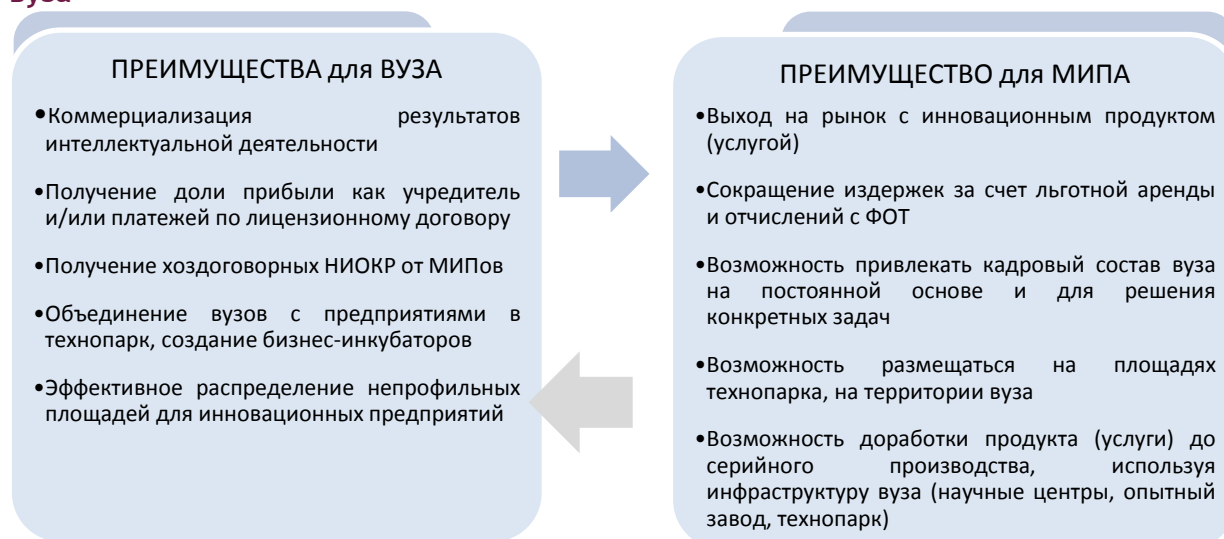 вуза
ПРЕИМУЩЕСТВА для ВУЗА
•Коммерциализация результатов
интеллектуальной деятельности
•Получение доли прибыли как учредитель
и/или платежей по лицензионному договору
•Получение хоздоговорных НИОКР от МИПов
•Объединение вузов с предприятиями в
технопарк, создание бизнес-инкубаторов
•Эффективное распределение непрофильных
площадей для инновационных предприятий
ПРЕИМУЩЕСТВО для МИПА
•Выход на рынок с инновационным продуктом
(услугой)
•Сокращение издержек за счет льготной аренды
и отчислений с ФОТ
•Возможность привлекать кадровый состав вуза
на постоянной основе и для решения
конкретных задач
•Возможность размещаться на площадях
технопарка, на территории вуза
•Возможность доработки продукта (услуги) до
серийного производства, используя
инфраструктуру вуза (научные центры, опытный
завод, технопарк)